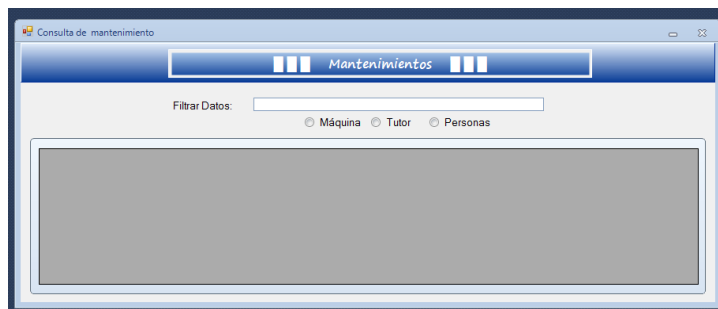 Consulta de mantenimiento
Mantenimientos
Filtrar Datos:
Máquina Tutor Personas